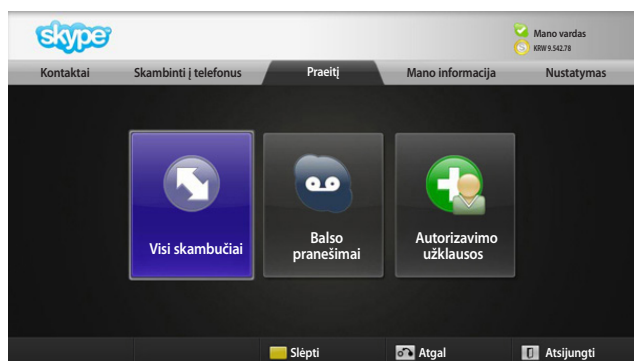 skype
Mano vardas
KRW 9.542.78
Kontaktai
Skambinti į telefonus
Praeitį
Mano informacija
Nustatymas
Visi skambučiai
Balso
pranešimai
Autorizavimo
užklausos
Slėpti
Atgal
Atsijungti